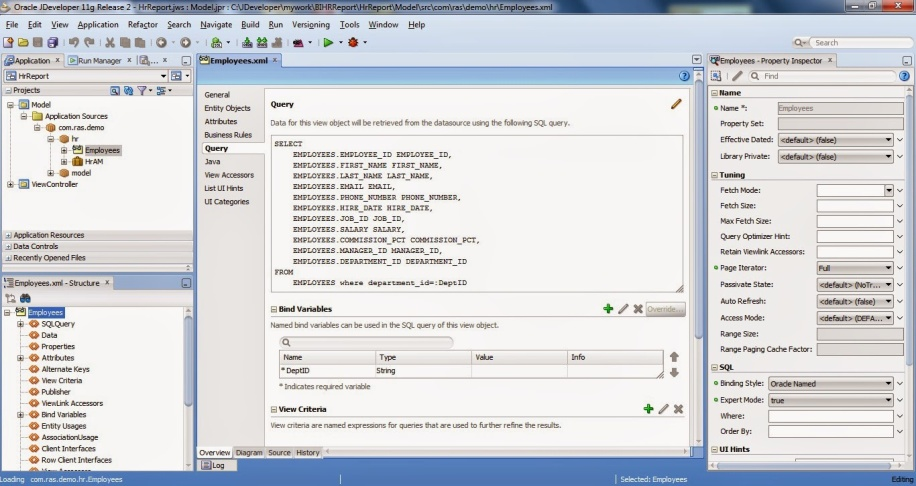 Oracle JDeveloper 11g Release 2 - HrReport.jws : Model.jpr : C:\JDeveloper\mywork\BIHRReport\HrReport\Model\src\com\ras\demo\hr\Employees.xml
File Edit View Application Refactor Search Navigate Build Run Versioning Tools Window Help
Search
Application
Run Manager
HrReport
Projects
Model
Application Sources
com.ras.demo
hr
Employees
HrAM
model
ViewController
Application Resources
Data Controls
Recently Opened Files
Employees.xml - Structure
Employees
SQLQuery
Data
Properties
Attributes
Alternate Keys
View Criteria
Publisher
ViewLink Accessors
Bind Variables
Entity Usages
AssociationUsage
Client Interfaces
Row Client Interfaces
View Accessors
Employees.xml
General
Entity Objects
Attributes
Business Rules
Query
Java
View Accessors
List UI Hints
UI Categories
Query
Data for this view object will be retrieved from the datasource using the following SQL query.
SELECT
EMPLOYEES.EMPLOYEE_ID EMPLOYEE_ID,
EMPLOYEES.FIRST_NAME FIRST_NAME,
EMPLOYEES.LAST_NAME LAST_NAME,
EMPLOYEES.EMAIL EMAIL,
EMPLOYEES.PHONE_NUMBER PHONE_NUMBER,
EMPLOYEES.HIRE_DATE HIRE_DATE,
EMPLOYEES.JOB_ID JOB_ID,
EMPLOYEES.SALARY SALARY,
EMPLOYEES.COMMISSION_PCT COMMISSION_PCT,
EMPLOYEES.MANAGER_ID MANAGER_ID,
EMPLOYEES.DEPARTMENT_ID DEPARTMENT_ID
FROM
EMPLOYEES where department_id=:DeptID
Bind Variables
Override...
Named bind variables can be used in the SQL query of this view object.
Name Type Value Info
* DeptID String
* Indicates required variable
View Criteria
View criteria are named expressions for queries that are used to further refine the results.
Overview Diagram Source History
Log
Employees - Property Inspector
Find
Name
Name *: Employees
Property Set:
Effective Dated: <default> (false)
Library Private: <default> (false)
Tuning
Fetch Mode:
Fetch Size:
Max Fetch Size:
Query Optimizer Hint:
Retain Viewlink Accessors:
Page Iterator: Full
Passivate State: <default> (NoTr...
Auto Refresh: <default> (false)
Access Mode: <default> (DEFA...
Range Size:
Range Paging Cache Factor:
SQL
Binding Style: Oracle Named
Expert Mode: true
Where:
Order By:
UI Hints
Loading com.ras.demo.hr.Employees
Selected: Employees
Editing